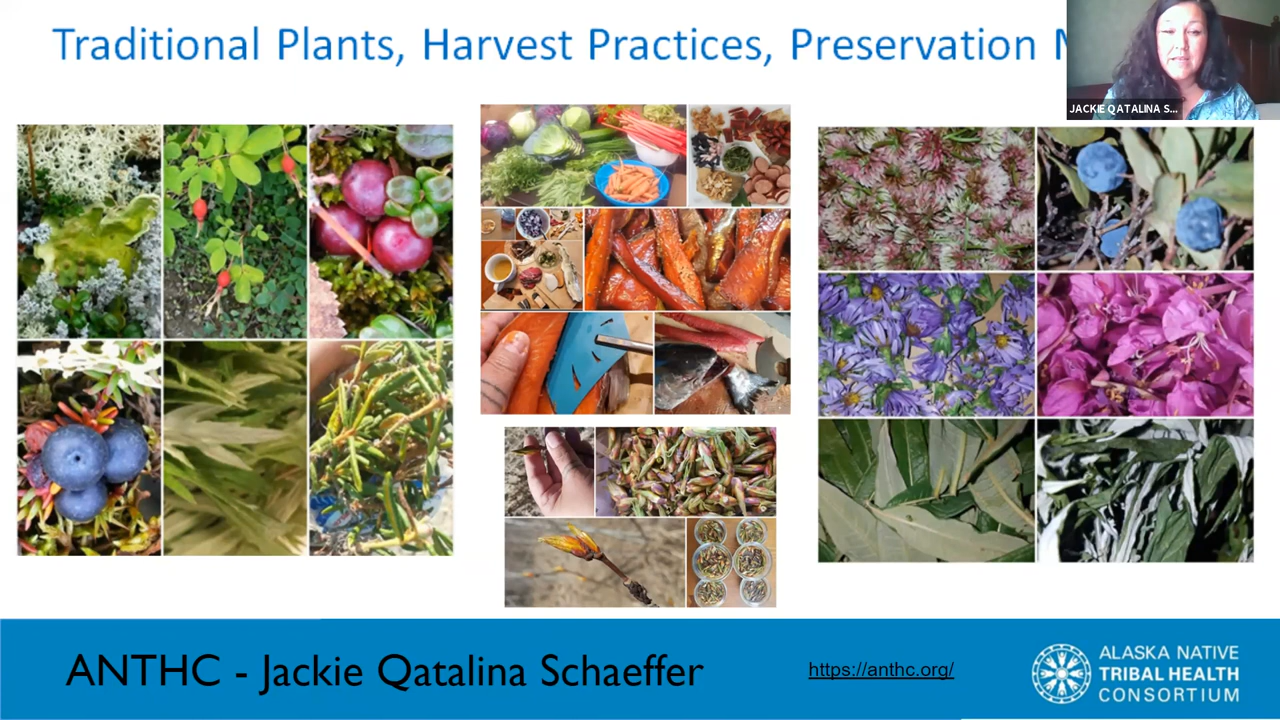 Traditional Plants, Harvest Practices, Preservation
JACKIE QATALINA S...
ANTHC - Jackie Qatalina Schaeffer
https://anthc.org/
ALASKA NATIVE
TRIBAL HEALTH
CONSORTIUM